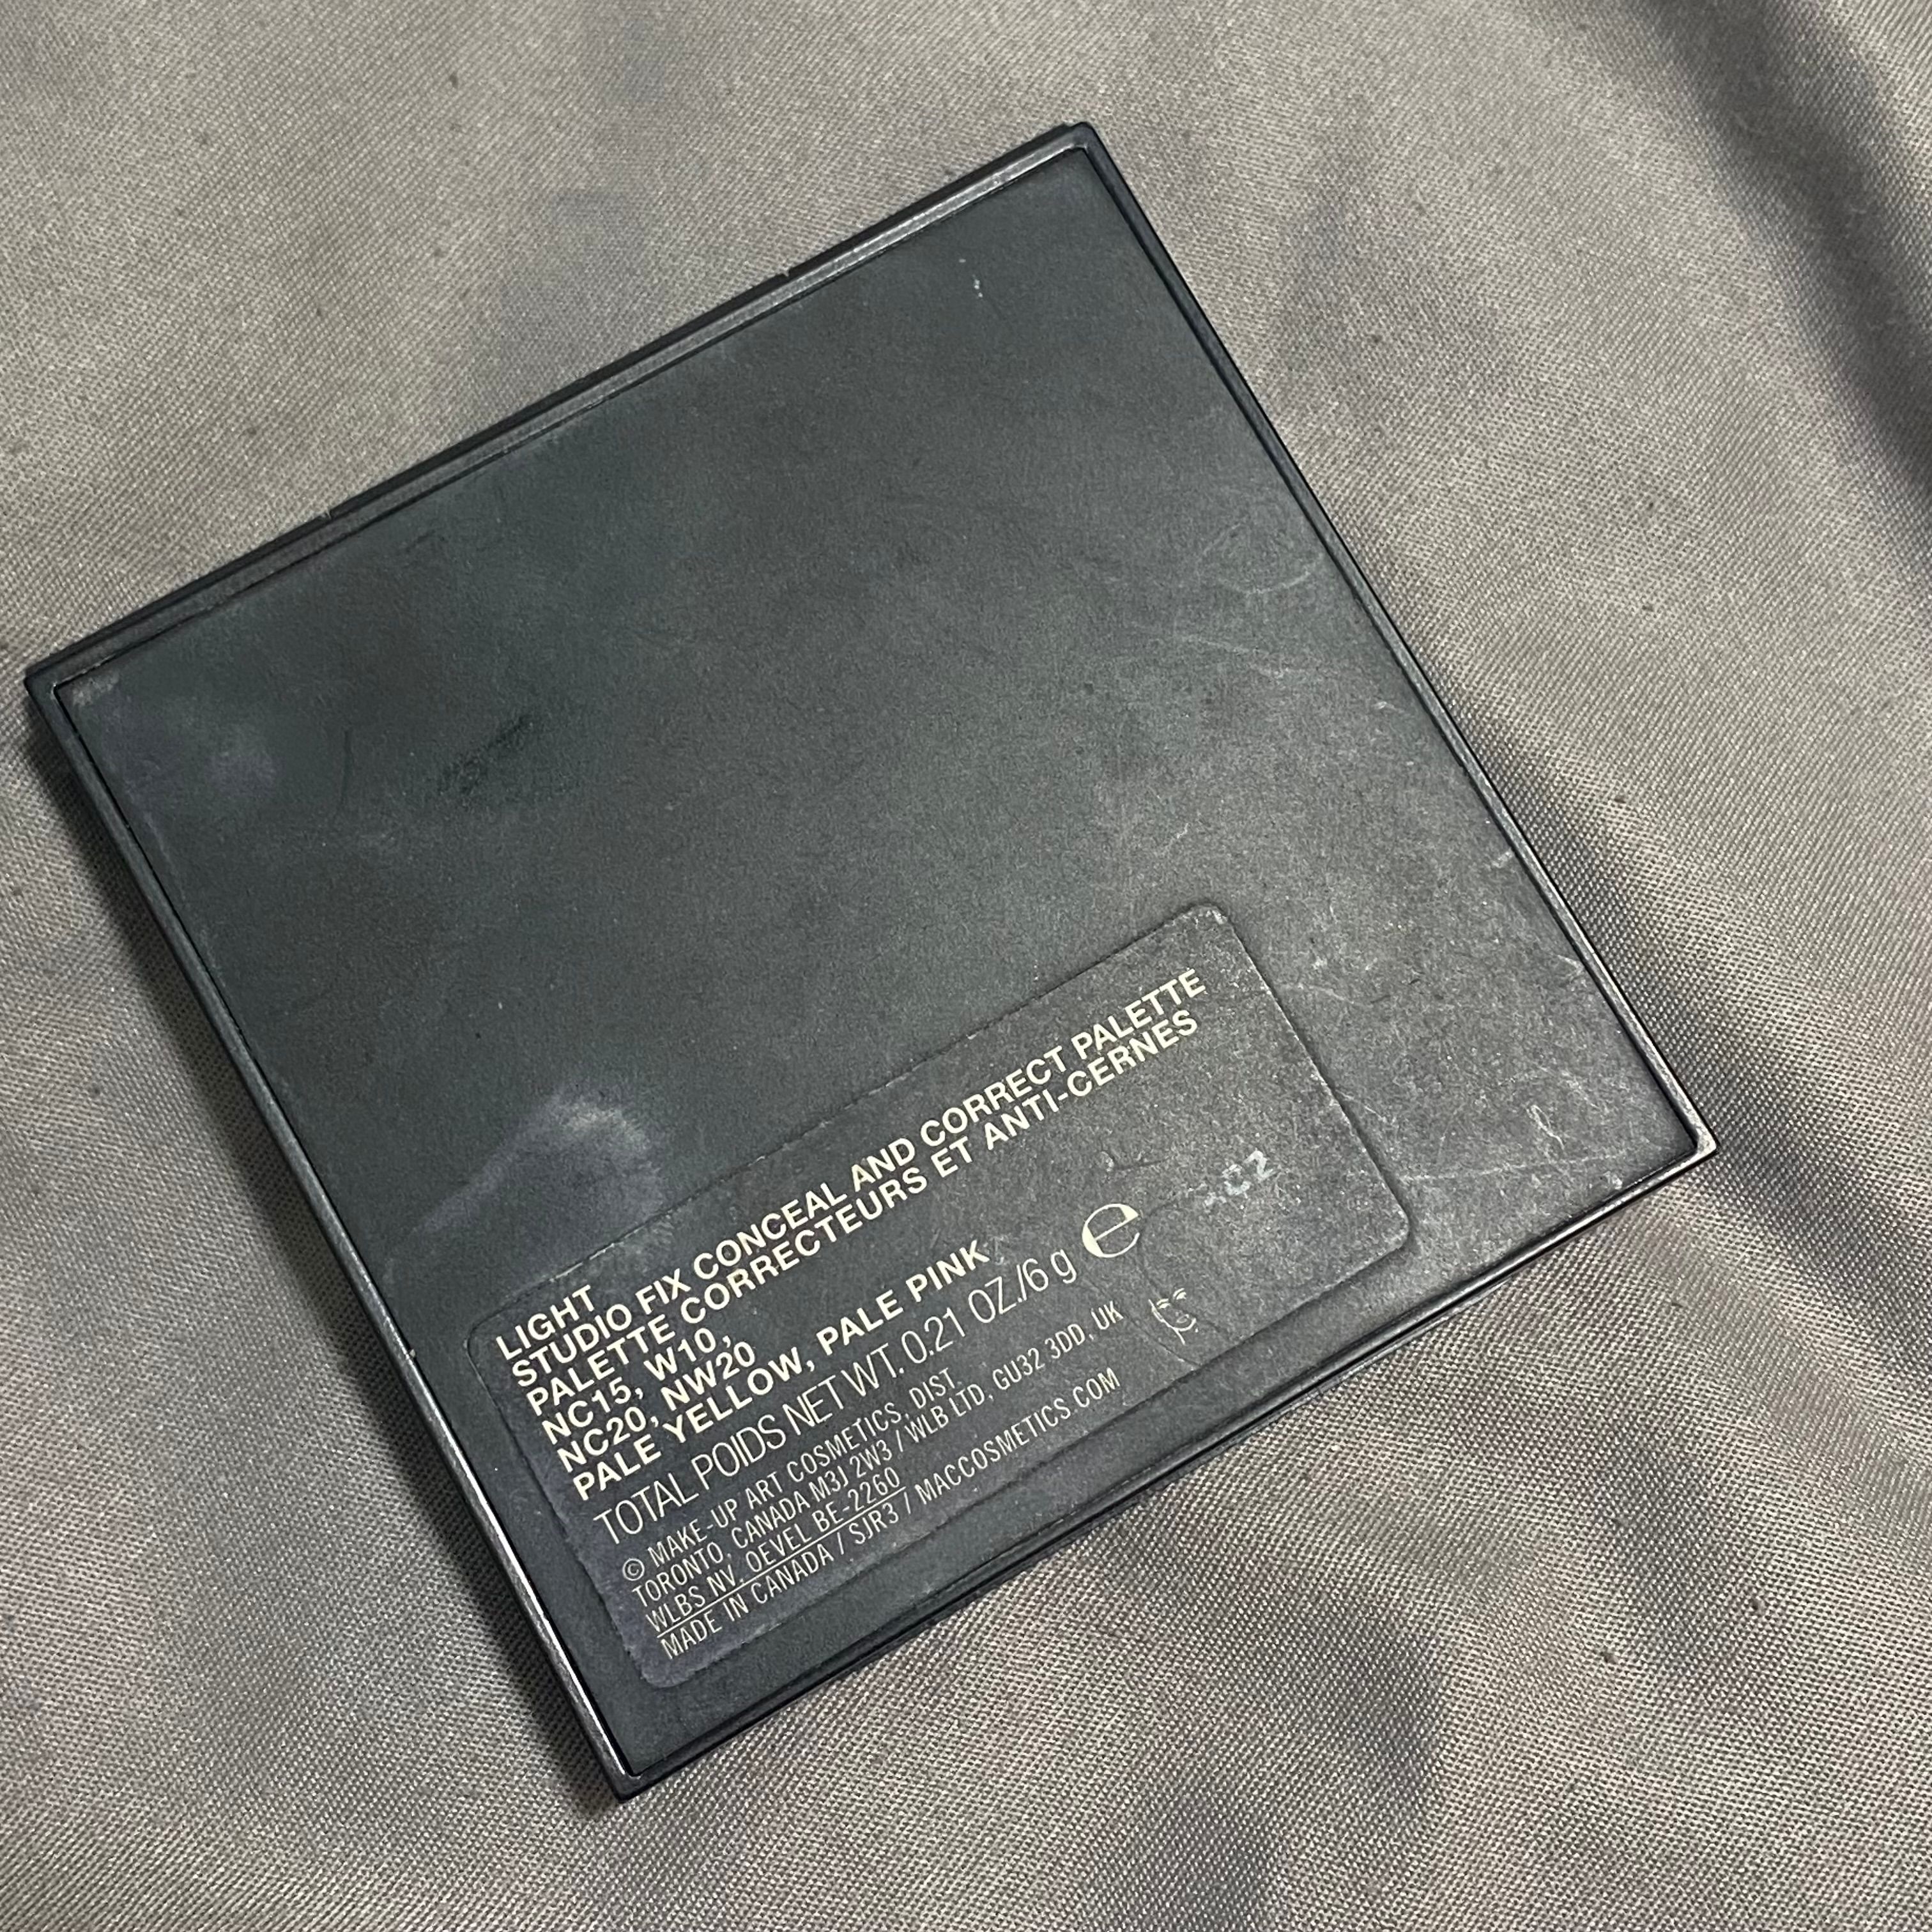 LIGHT
STUDIO FIX CONCEAL AND CORRECT PALETTE
PALETTE CORRECTEURS ET ANTI-CERNES
NC15, W10,
NC20, NW20
PALE YELLOW, PALE PINK
TOTAL POIDS NET WT. 0.21 OZ./6 g e
© MAKE-UP ART COSMETICS, DIST.
TORONTO, CANADA M3J 2W3 / WLB LTD, GU32 3DD, UK
WLBS NV. OEVEL BE-2260
MADE IN CANADA / SJR3 / MACCOSMETICS.COM
C2